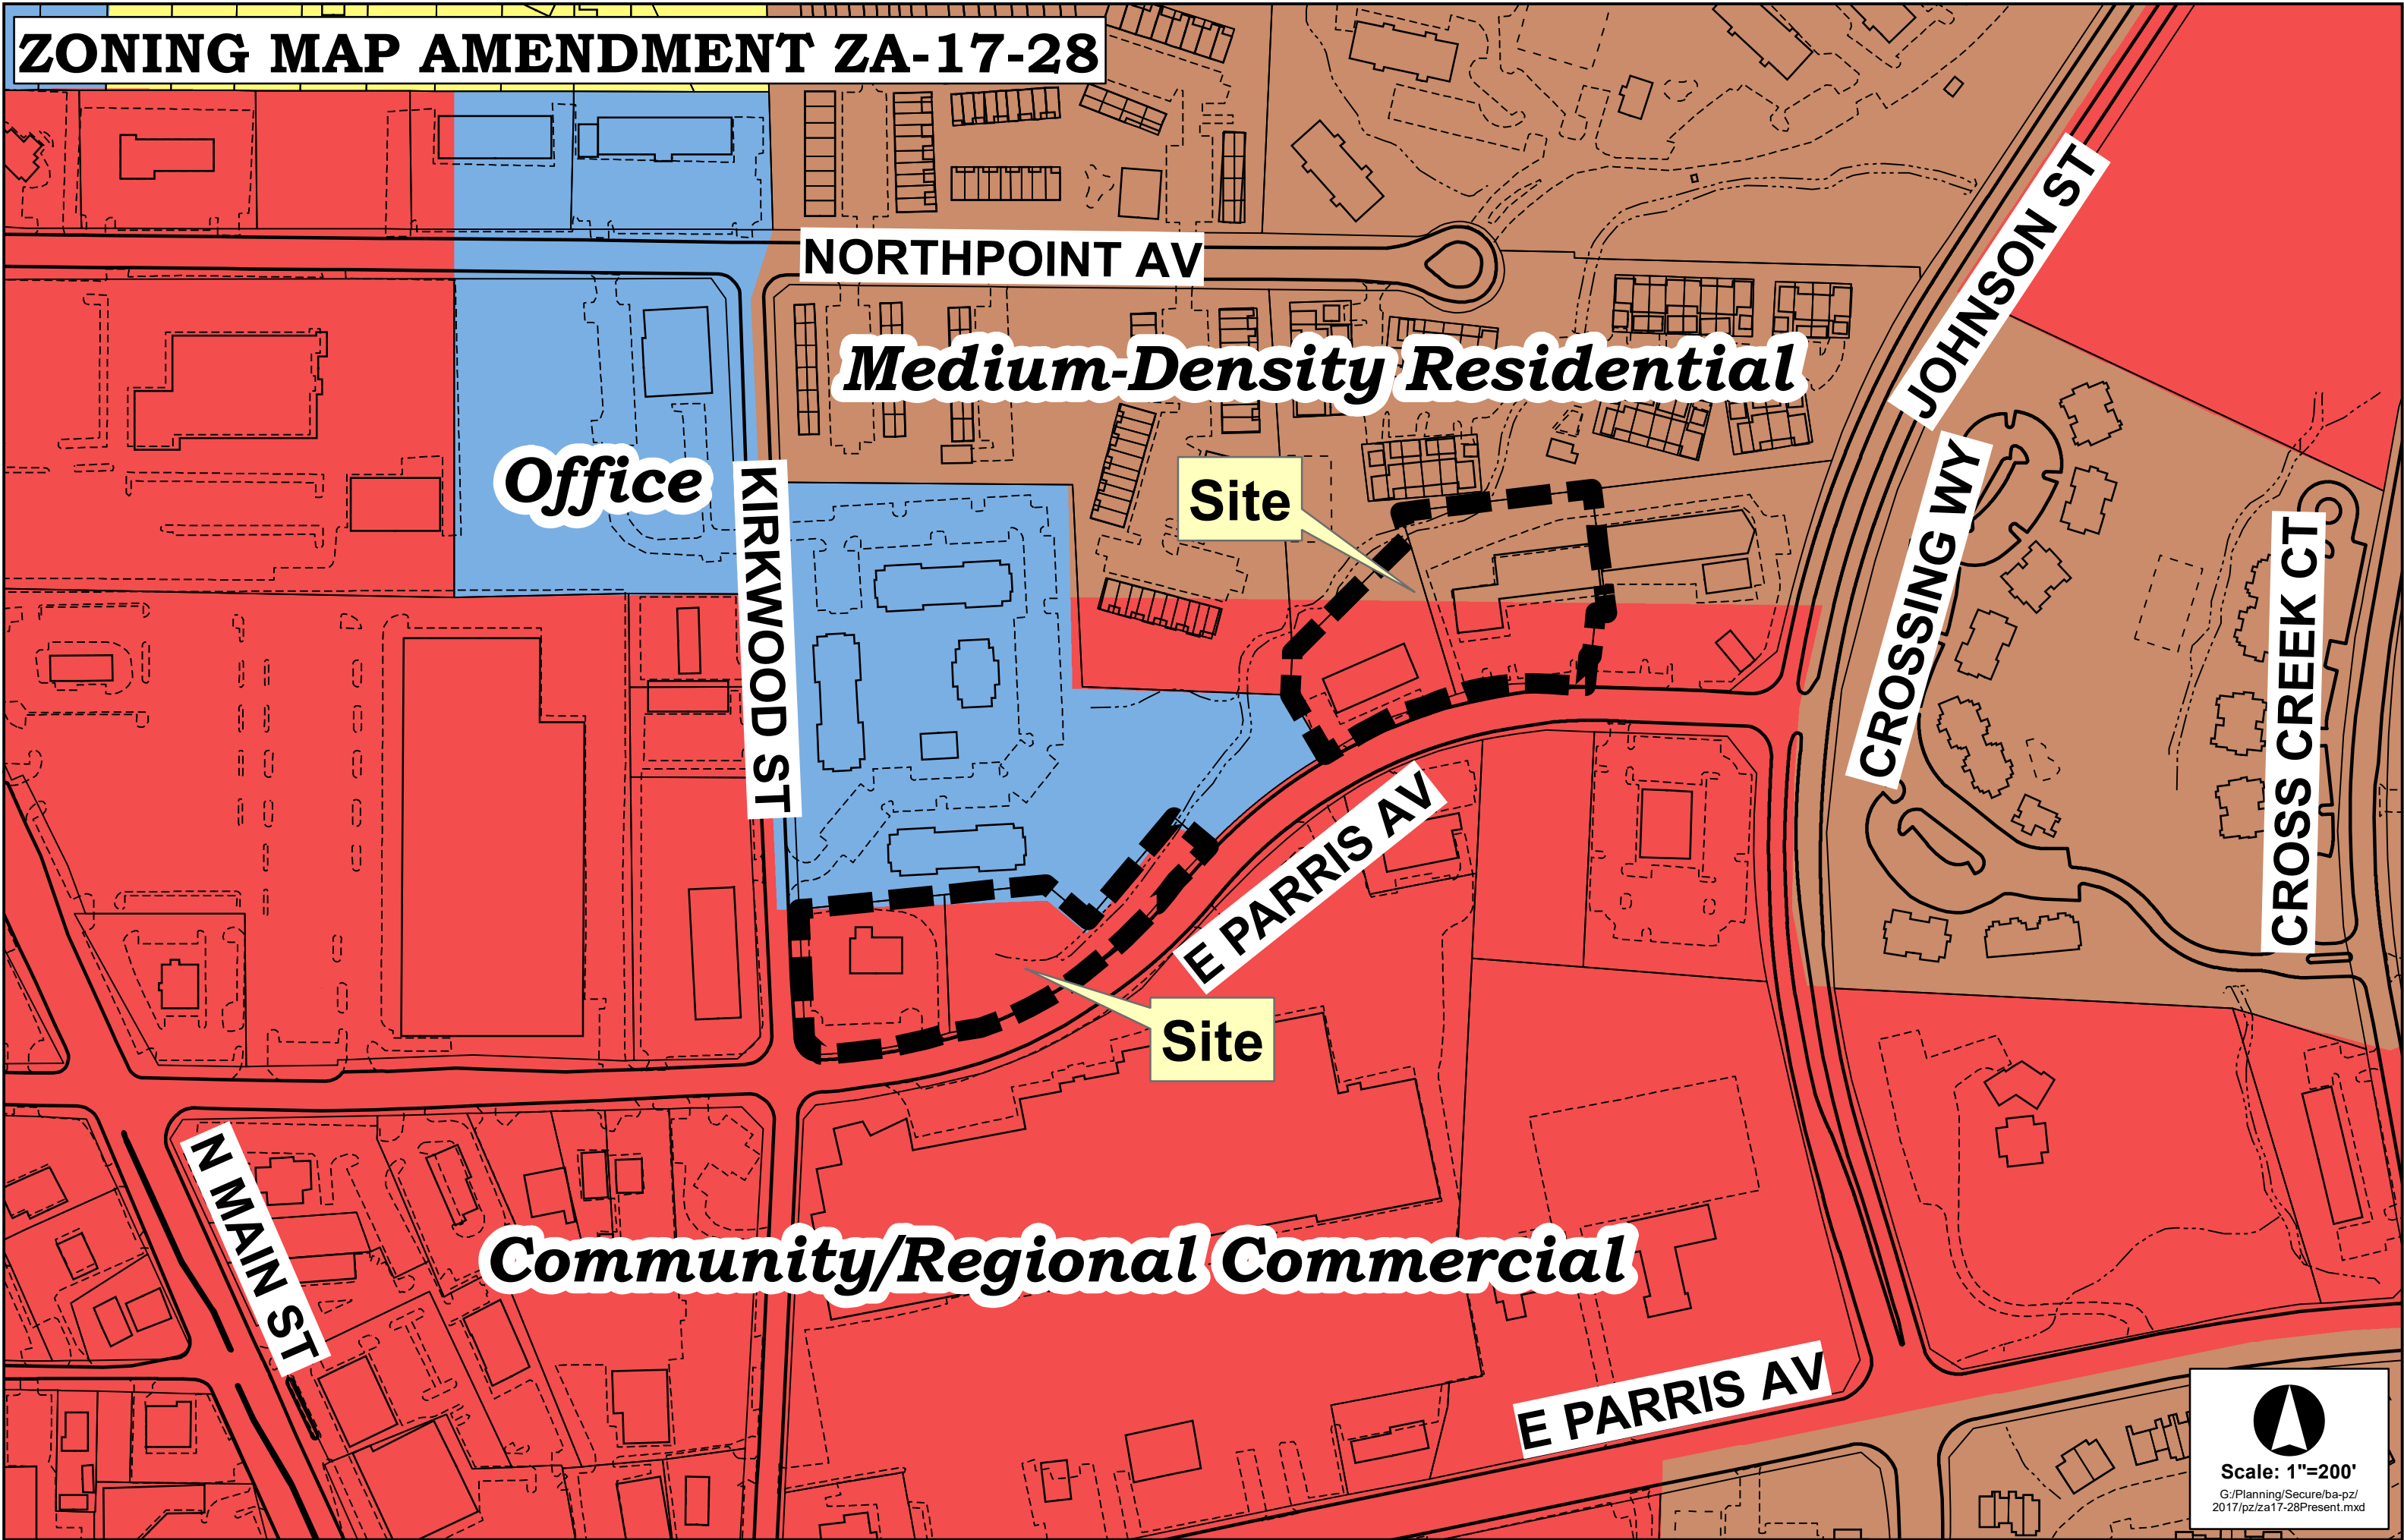 ZONING MAP AMENDMENT ZA-17-28
NORTHPOINT AV
JOHNSON ST
Medium-Density Residential
Office
KIRKWOOD ST
Site
CROSSING WY
CROSS CREEK CT
E PARRIS AV
Site
N MAIN ST
Community/Regional Commercial
E PARRIS AV
Scale: 1"=200'
G:/Planning/Secure/ba-pz/
2017/pz/za17-28Present.mxd